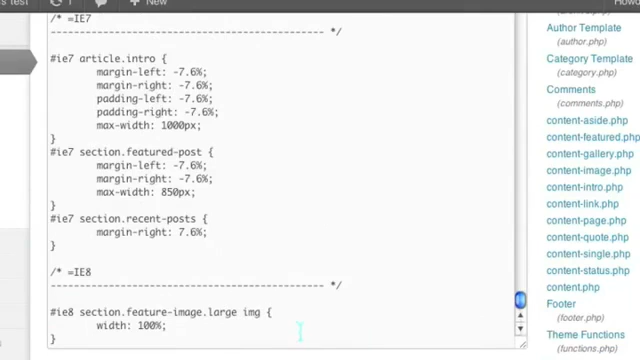 s Test
1
New
Howd
/* =IE7
----------------------------------------------- */
#ie7 article.intro {
margin-left: -7.6%;
margin-right: -7.6%;
padding-left: -7.6%;
padding-right: -7.6%;
max-width: 1000px;
}
#ie7 section.featured-post {
margin-left: -7.6%;
margin-right: -7.6%;
max-width: 850px;
}
#ie7 section.recent-posts {
margin-right: 7.6%;
}
/* =IE8
----------------------------------------------- */
#ie8 section.feature-image.large img {
width: 100%;
}
(archive.php)
Author Template
(author.php)
Category Template
(category.php)
Comments
(comments.php)
content-aside.php
content-featured.php
content-gallery.php
content-image.php
content-intro.php
content-link.php
content-page.php
content-quote.php
content-single.php
content-status.php
content.php
Footer
(footer.php)
Theme Functions
(functions.php)